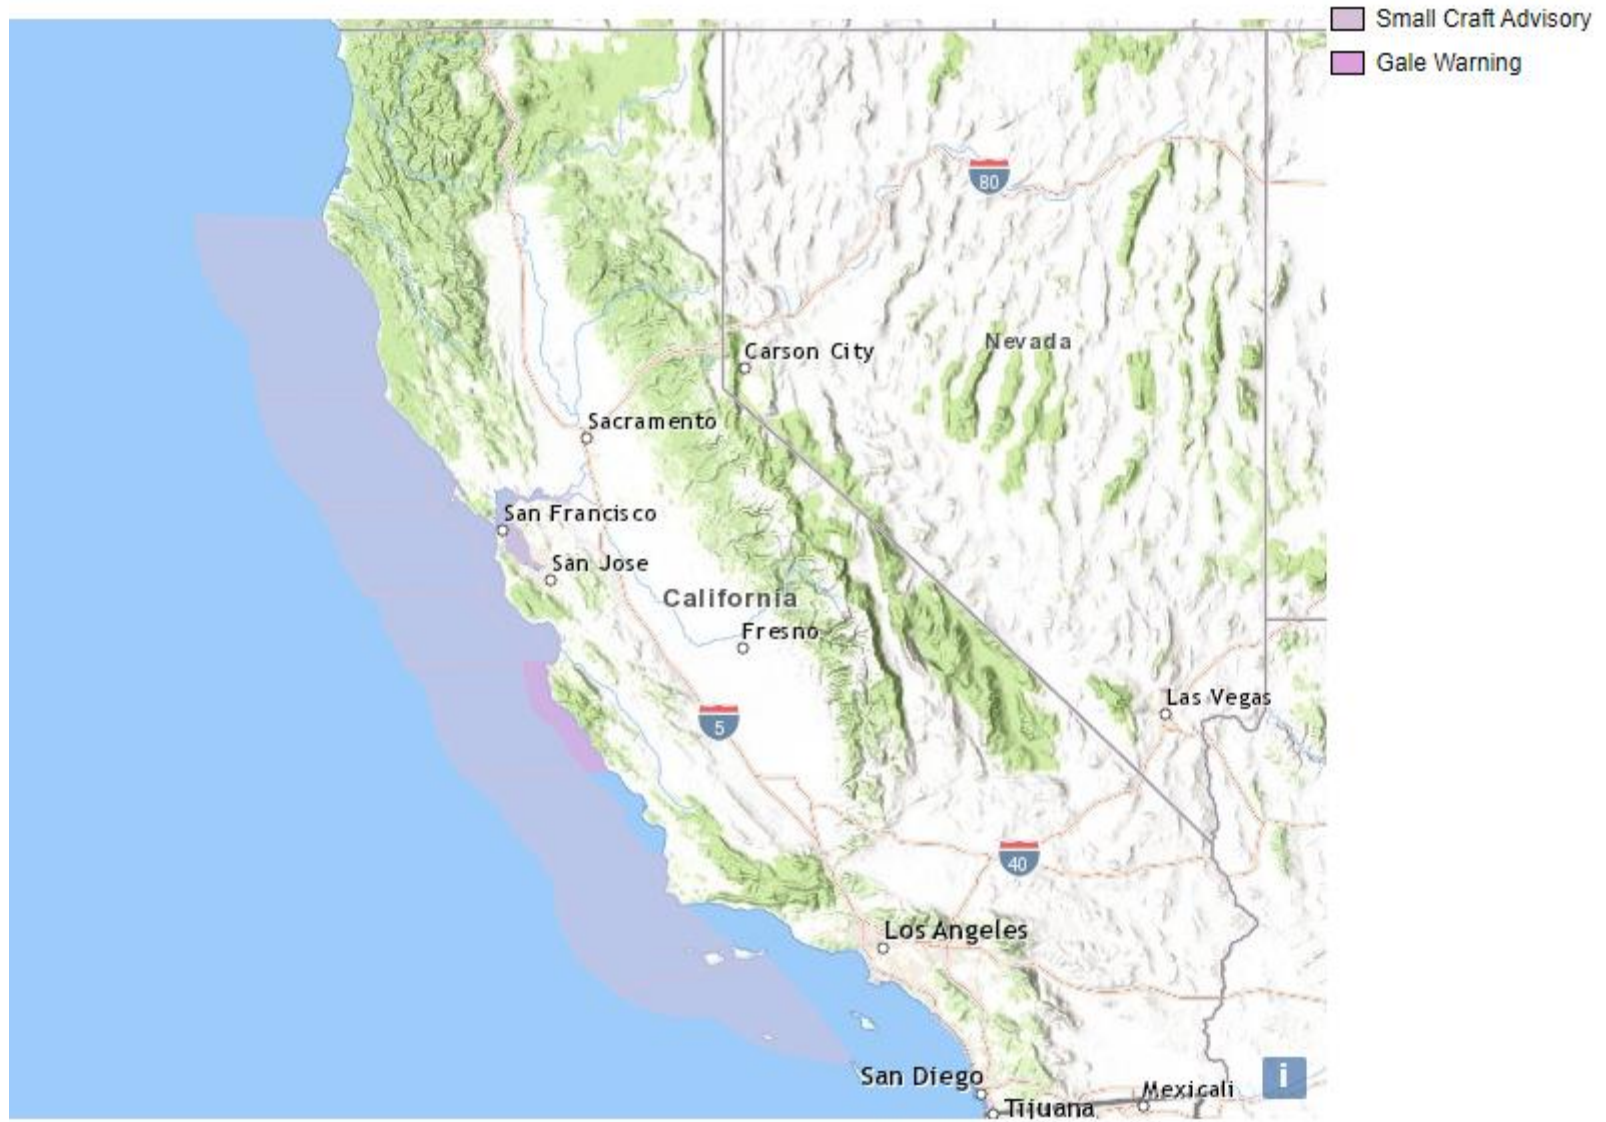 Small Craft Advisory
Gale Warning
80
Nevada
Carson City
Sacramento
San Francisco
San Jose
California
Fresno
Las Vegas
5
40
Los Angeles
San Diego
Mexicali
Tijuana
i